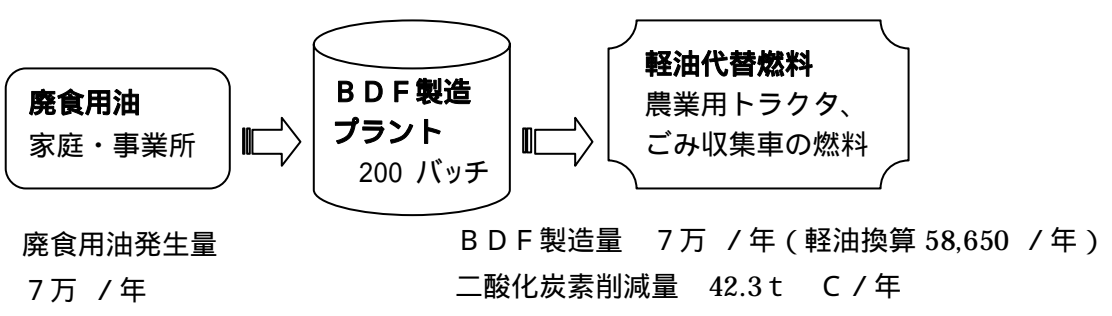 廃食用油
家庭・事業所
ＢＤＦ製造
プラント
200 バッチ
軽油代替燃料
農業用トラクタ、
ごみ収集車の燃料
廃食用油発生量
７万 ／年
ＢＤＦ製造量 ７万 ／年（軽油換算 58,650 ／年）
二酸化炭素削減量 42.3ｔ Ｃ／年